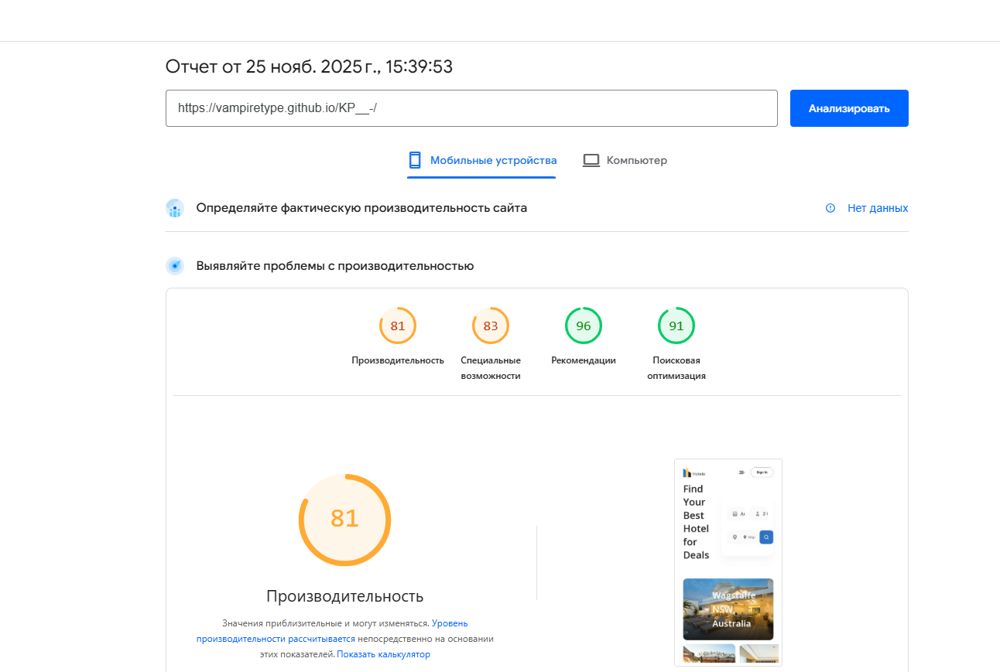 Отчет от 25 нояб. 2025 г., 15:39:53
https://vampiretype.github.io/KP__-/
Анализировать
Мобильные устройства
Компьютер
Определяйте фактическую производительность сайта
Нет данных
Выявляйте проблемы с производительностью
81
83
96
91
Производительность
Специальные
возможности
Рекомендации
Поисковая
оптимизация
81
Производительность
Значения приблизительные и могут изменяться. Уровень
производительности рассчитывается непосредственно на основании
этих показателей. Показать калькулятор
Hotelo
Sign In
Find
Your
Best
Hotel
for
Deals
Ju
2
Map
Wagstaffe
NSW,
Australia